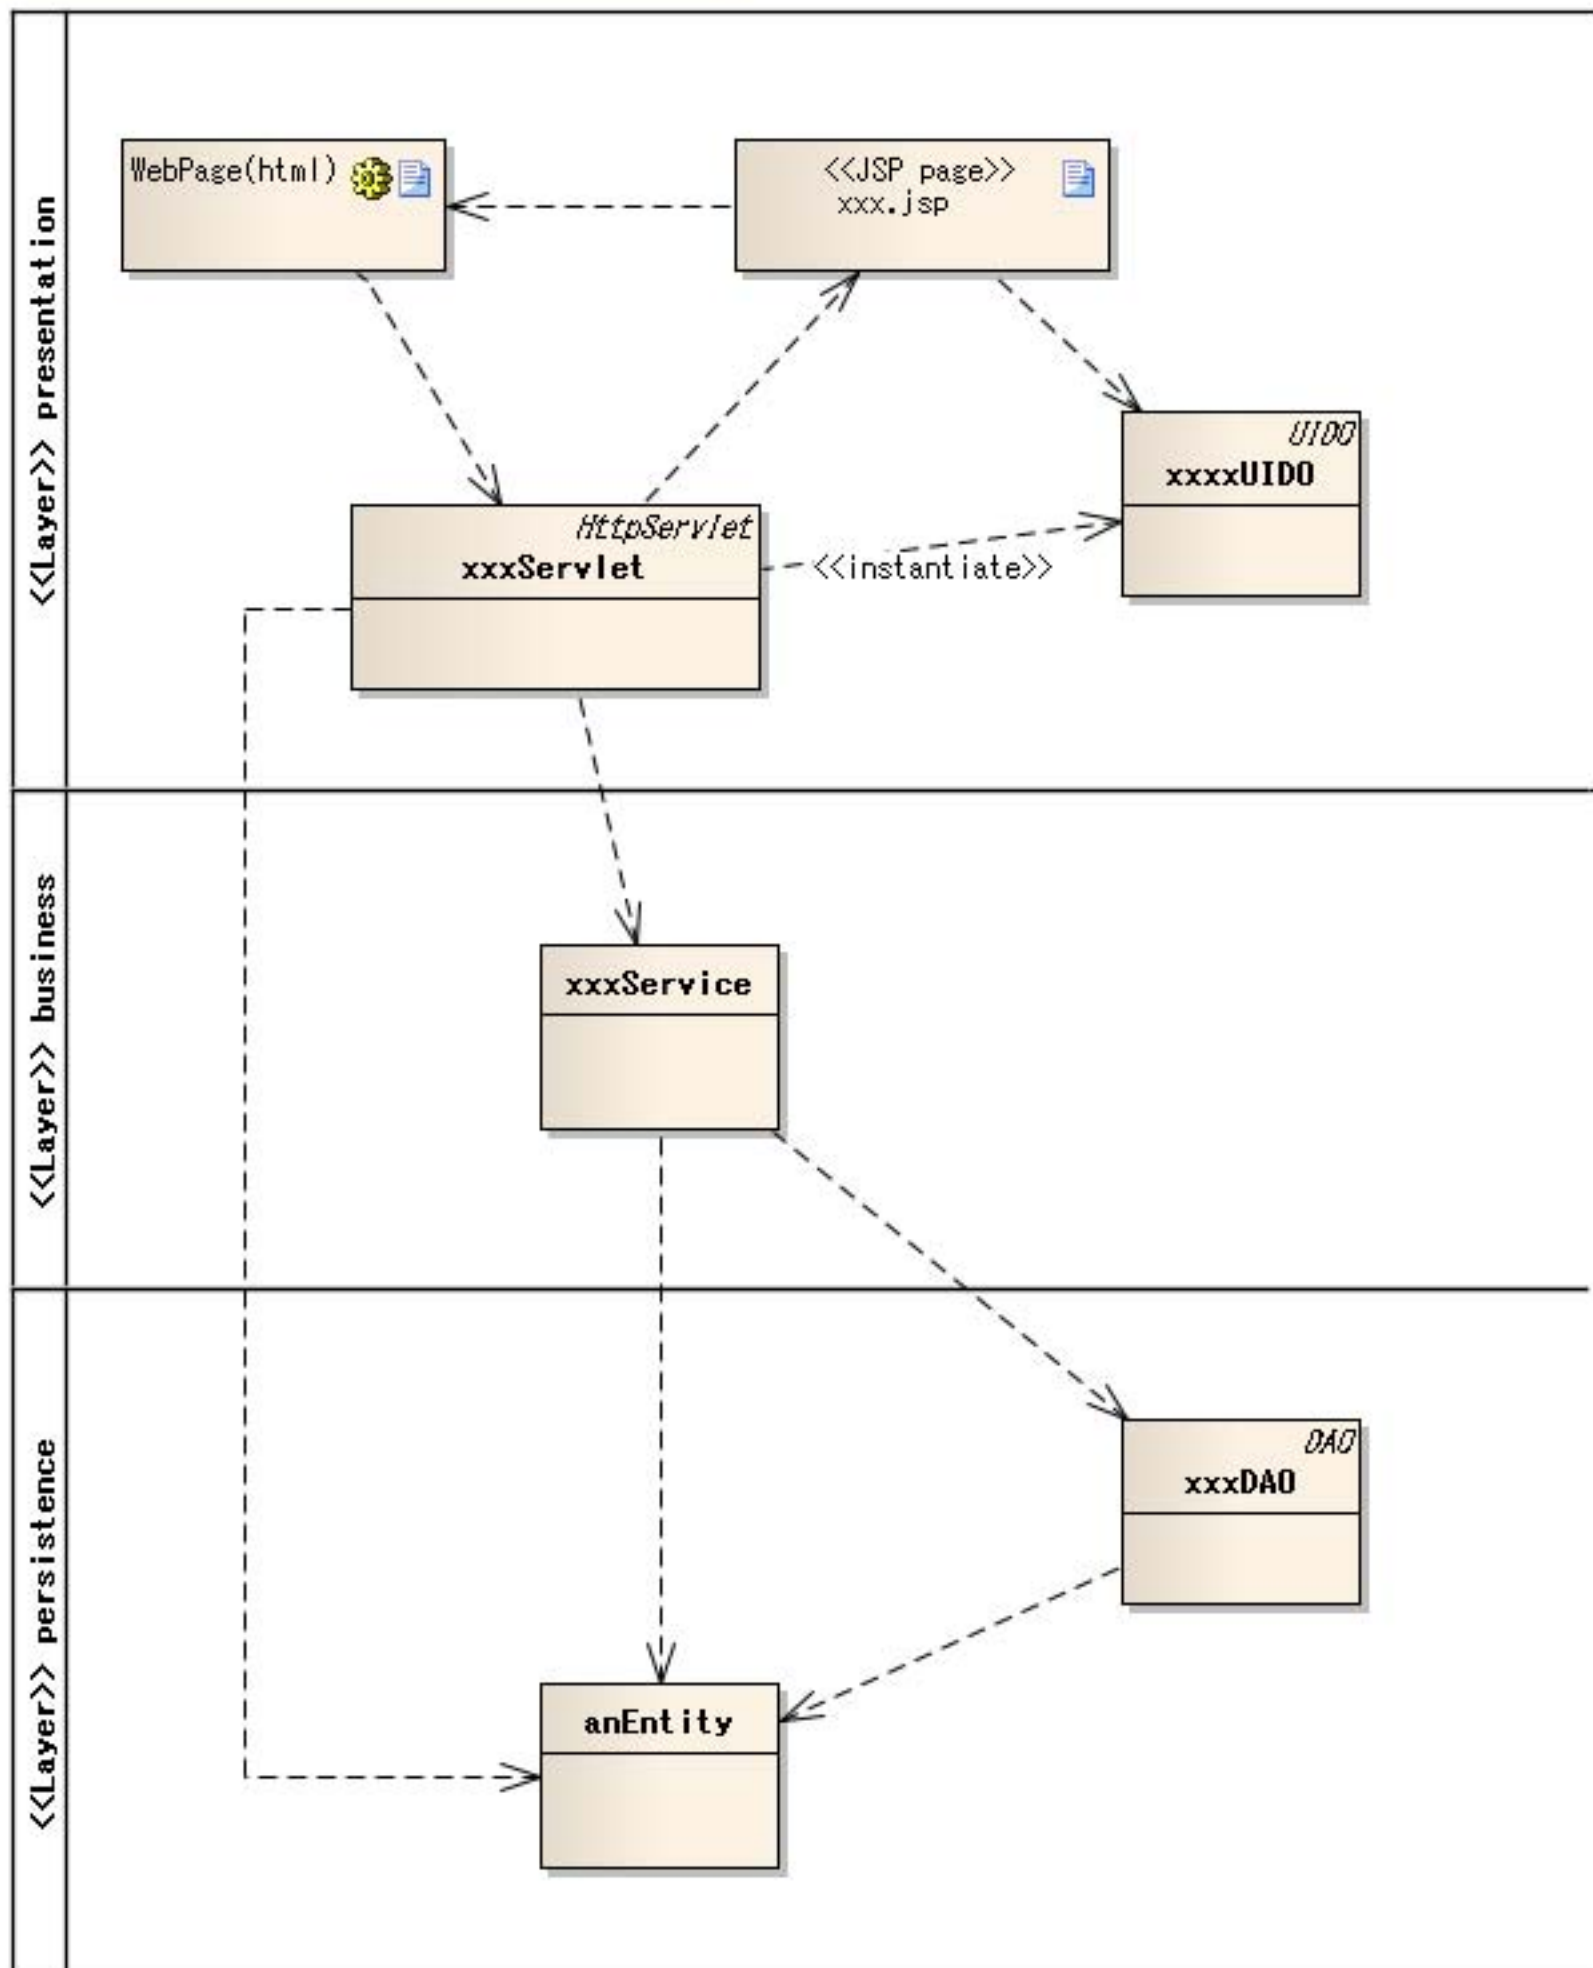 <<Layer>> presentation
WebPage(html)
<<JSP page>>
xxx.jsp
UIDO
xxxxUIDO
HttpServlet
xxxServlet
<<instantiate>>
<<Layer>> business
xxxService
<<Layer>> persistence
DAO
xxxDAO
anEntity